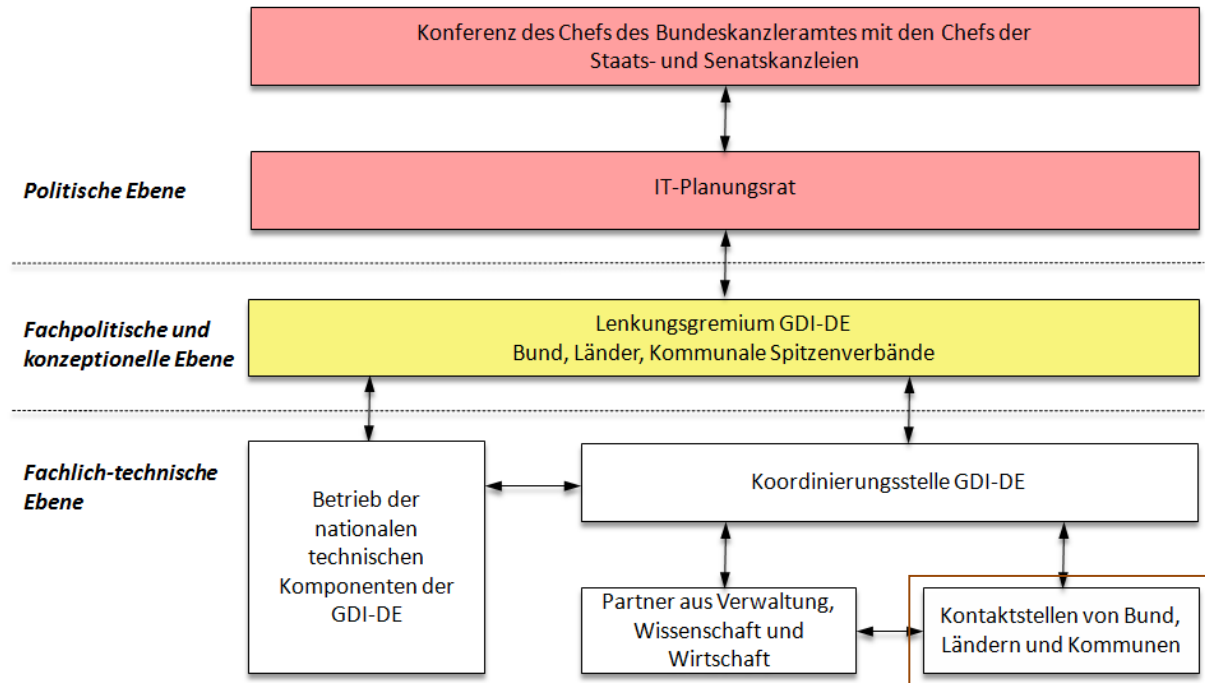 Konferenz des Chefs des Bundeskanzleramtes mit den Chefs der
Staats- und Senatskanzleien
Politische Ebene
IT-Planungsrat
Fachpolitische und
konzeptionelle Ebene
Lenkungsgremium GDI-DE
Bund, Länder, Kommunale Spitzenverbände
Fachlich-technische
Ebene
Betrieb der
nationalen
technischen
Komponenten der
GDI-DE
Koordinierungsstelle GDI-DE
Partner aus Verwaltung,
Wissenschaft und
Wirtschaft
Kontaktstellen von Bund,
Ländern und Kommunen